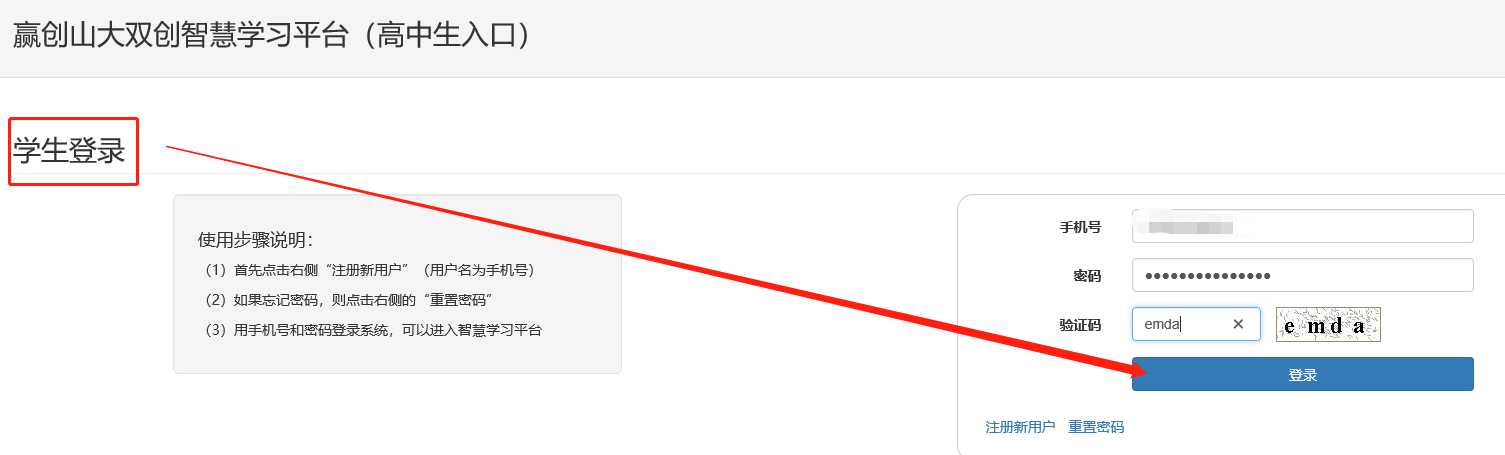 赢创山大双创智慧学习平台（高中生入口）
学生登录
使用步骤说明：
（1）首先点击右侧“注册新用户”（用户名为手机号）
（2）如果忘记密码，则点击右侧的“重置密码”
（3）用手机号和密码登录系统，可以进入智慧学习平台
手机号
密码
验证码 emda × e m d a
登录
注册新用户 重置密码